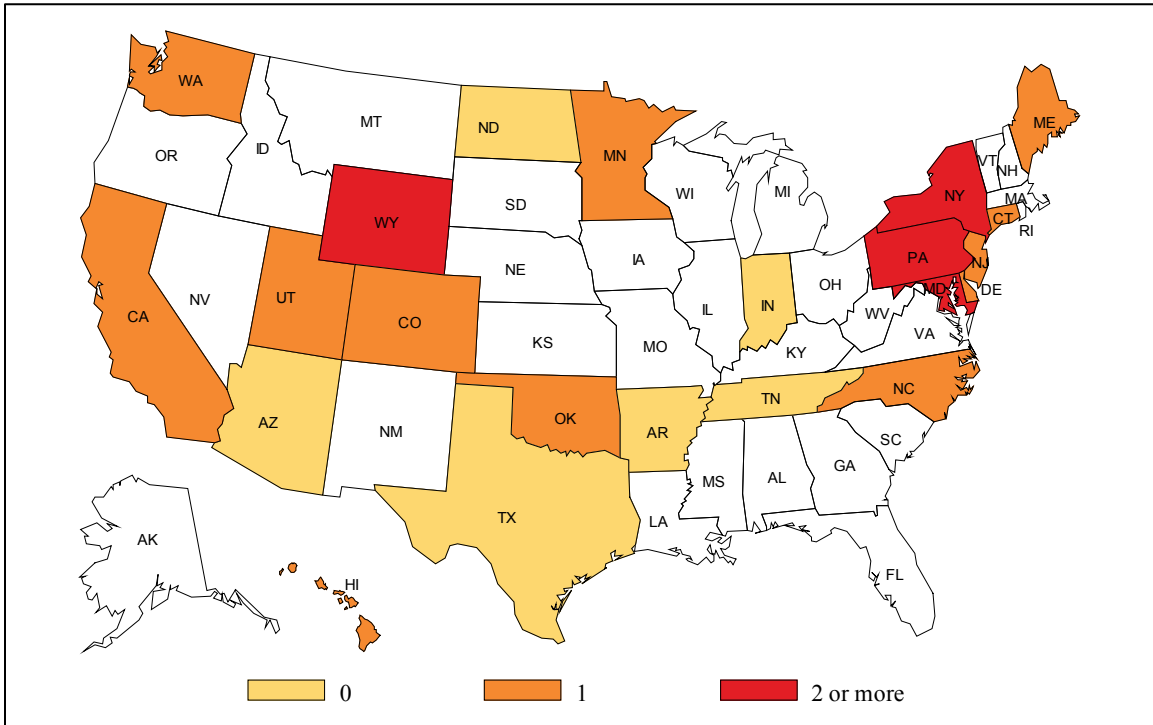 WA
MT
ND
MN
ME
OR
ID
VT
NH
WI
MI
NY
MA
SD
WY
CT
RI
IA
PA
NJ
NE
OH
MD
DE
NV
UT
IL
IN
WV
CA
CO
VA
KS
MO
KY
NC
TN
AZ
OK
AR
NM
SC
GA
MS
AL
TX
LA
AK
FL
HI
0
1
2 or more